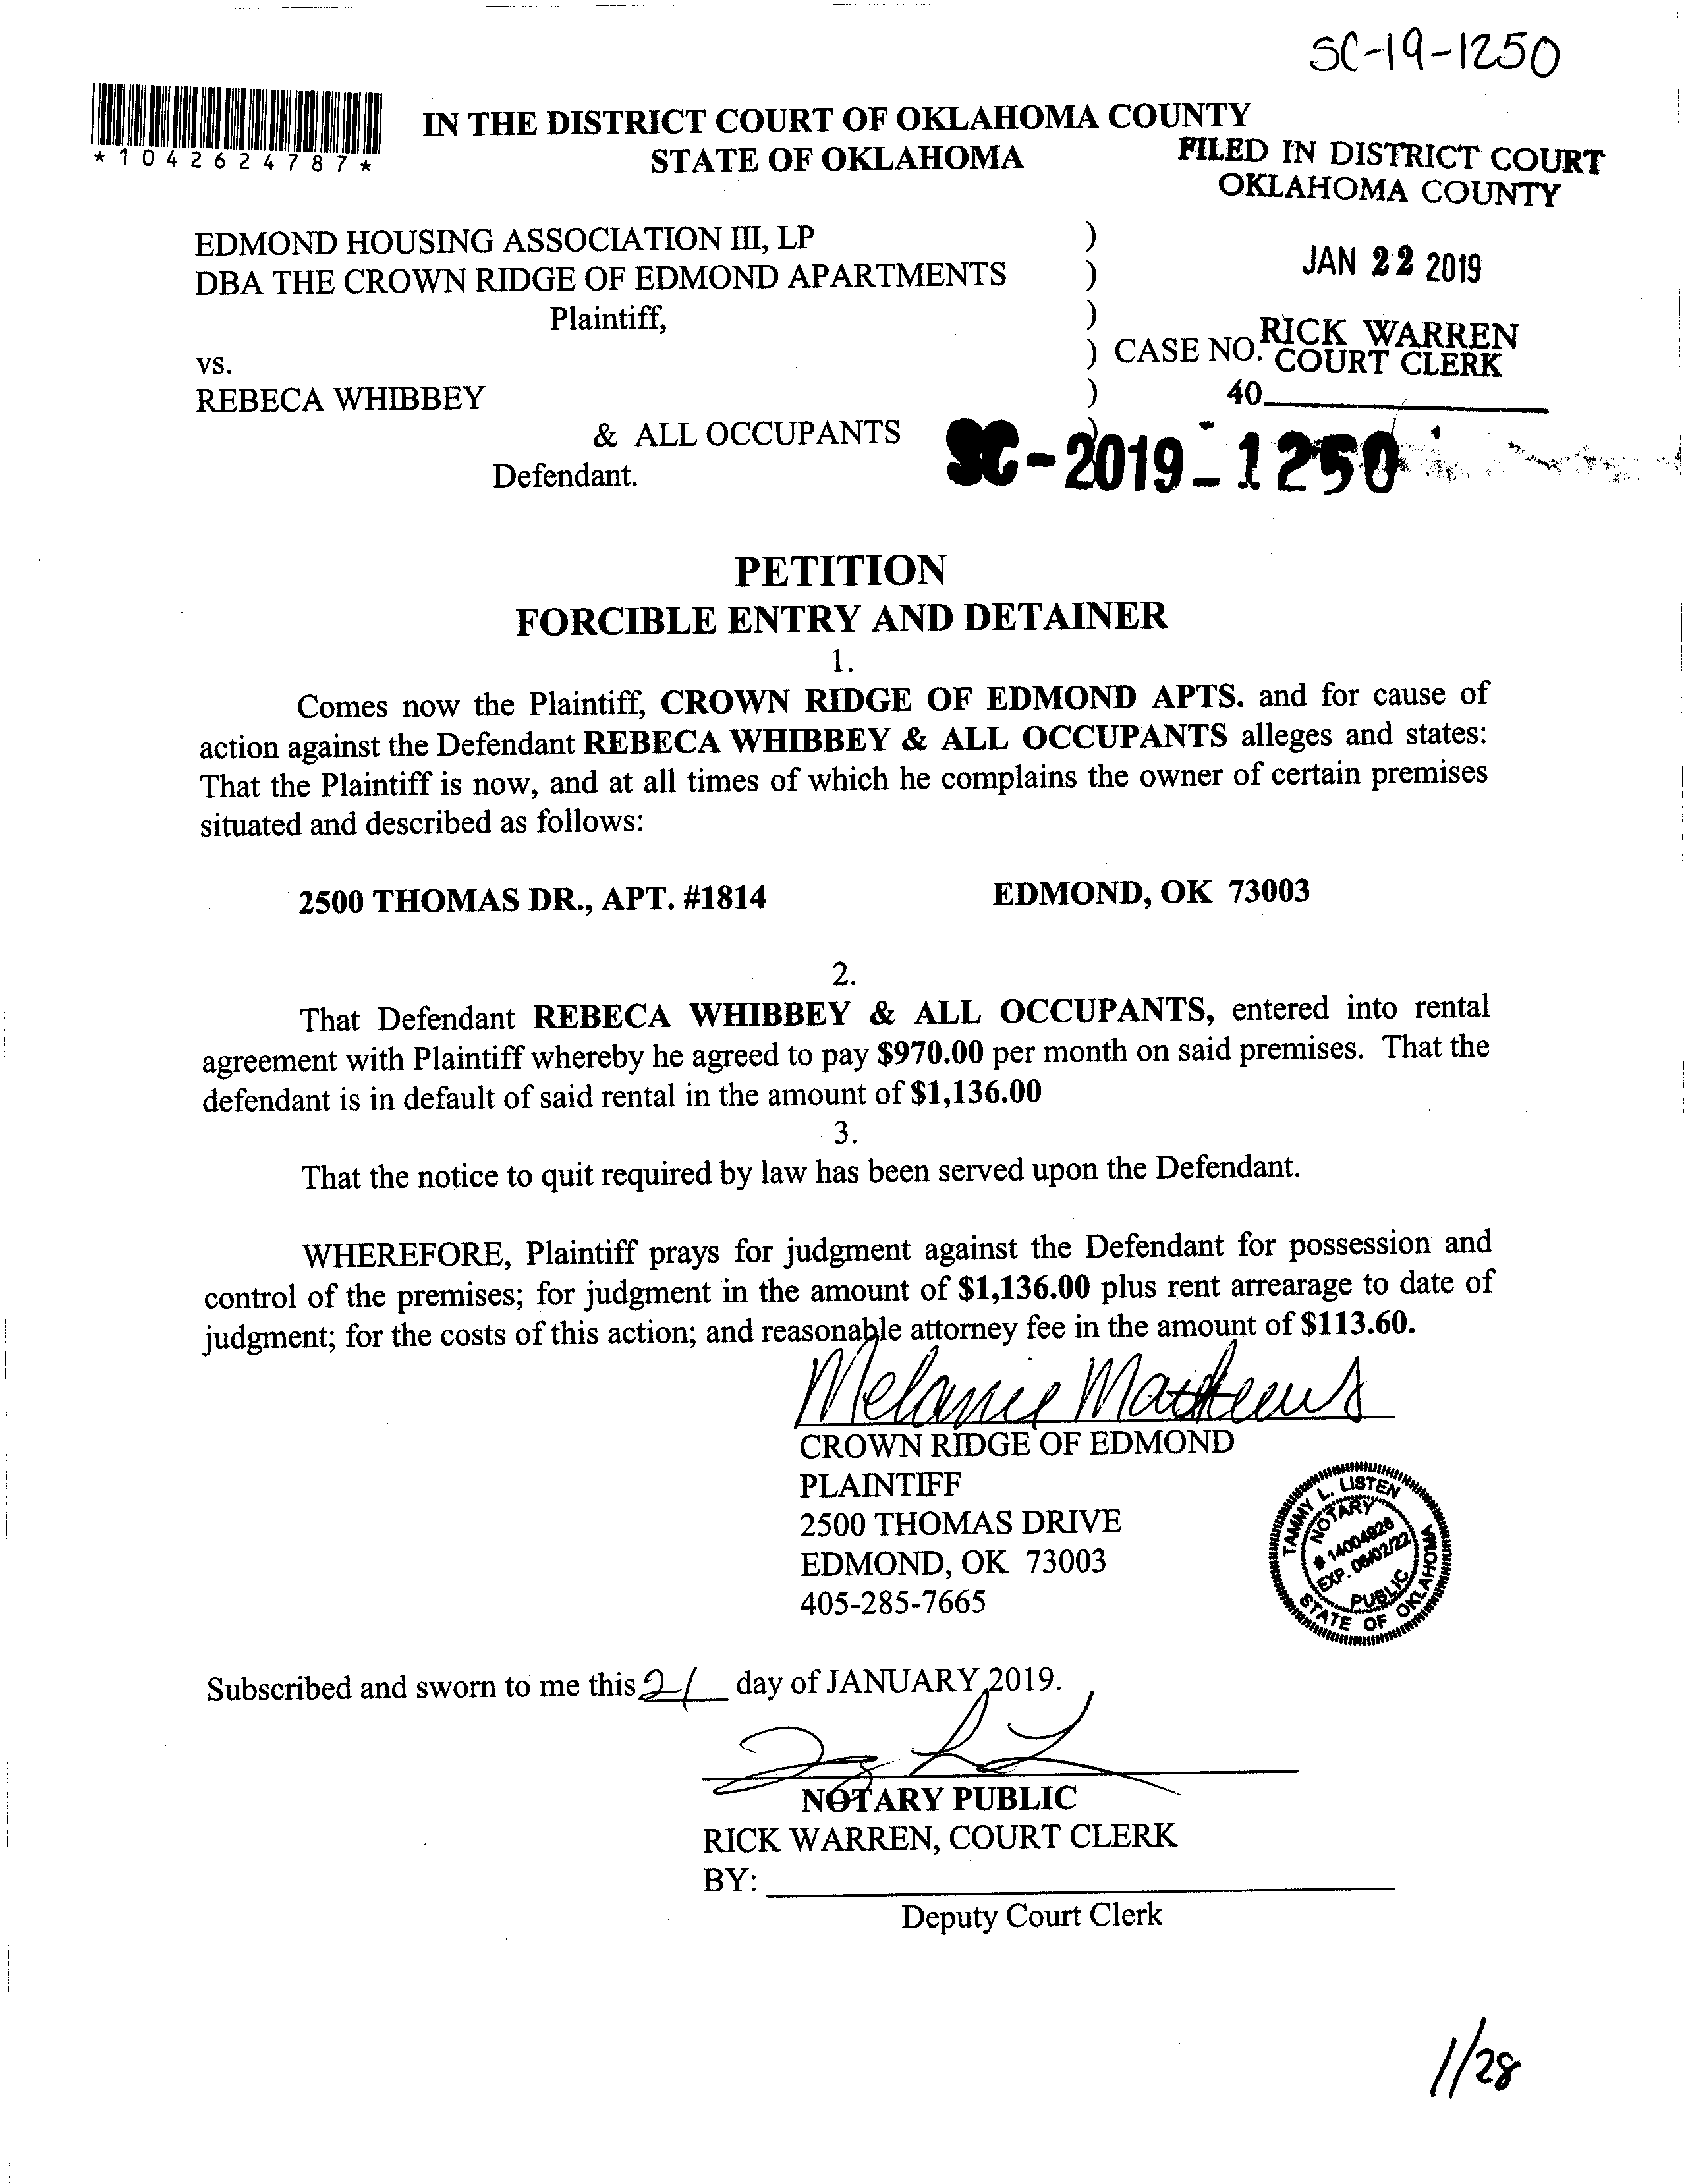 SC-19-1250
*1042624787*
IN THE DISTRICT COURT OF OKLAHOMA COUNTY
STATE OF OKLAHOMA
FILED IN DISTRICT COURT
OKLAHOMA COUNTY
EDMOND HOUSING ASSOCIATION III, LP )
DBA THE CROWN RIDGE OF EDMOND APARTMENTS )
JAN 22 2019
Plaintiff, )
vs. ) CASE NO.
RICK WARREN
COURT CLERK
REBECA WHIBBEY )
40
& ALL OCCUPANTS )
SC-2019-1250
Defendant.
PETITION
FORCIBLE ENTRY AND DETAINER
1.
Comes now the Plaintiff, CROWN RIDGE OF EDMOND APTS. and for cause of
action against the Defendant REBECA WHIBBEY & ALL OCCUPANTS alleges and states:
That the Plaintiff is now, and at all times of which he complains the owner of certain premises
situated and described as follows:
2500 THOMAS DR., APT. #1814 EDMOND, OK 73003
2.
That Defendant REBECA WHIBBEY & ALL OCCUPANTS, entered into rental
agreement with Plaintiff whereby he agreed to pay $970.00 per month on said premises. That the
defendant is in default of said rental in the amount of $1,136.00
3.
That the notice to quit required by law has been served upon the Defendant.
WHEREFORE, Plaintiff prays for judgment against the Defendant for possession and
control of the premises; for judgment in the amount of $1,136.00 plus rent arrearage to date of
judgment; for the costs of this action; and reasonable attorney fee in the amount of $113.60.
Melanie Mathews
CROWN RIDGE OF EDMOND
PLAINTIFF
2500 THOMAS DRIVE
EDMOND, OK 73003
405-285-7665
TAMMY L. LISTEN
NOTARY
# 14004926
EXP. 06/02/22
PUBLIC
STATE OF OKLAHOMA
Subscribed and sworn to me this 21 day of JANUARY 2019.
NOTARY PUBLIC
RICK WARREN, COURT CLERK
BY:
Deputy Court Clerk
1/28